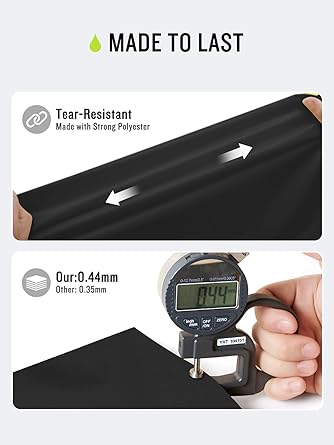 MADE TO LAST
Tear-Resistant
Made with Strong Polyester
Our:0.44mm
Other: 0.35mm
0.44
inch/mm
OFF/ON
ZERO